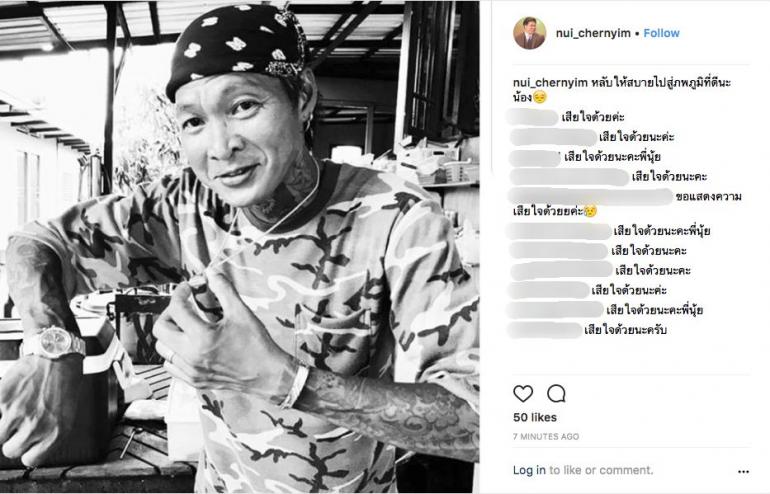 nui_chernyim • Follow
nui_chernyim หลับให้สบายไปสู่ภพภูมิที่ดีนะ
น้อง😔
เสียใจด้วยค่ะ
เสียใจด้วยนะค่ะ
เสียใจด้วยนะคะพี่นุ้ย
เสียใจด้วยนะคะ
ขอแสดงความ
เสียใจด้วยยค่ะ😥
เสียใจด้วยนะคะพี่นุ้ย
เสียใจด้วยนะคะ
เสียใจด้วยนะคะ
เสียใจด้วยนะค่ะ
เสียใจด้วยนะคะพี่นุ้ย
เสียใจด้วยนะครับ
50 likes
7 MINUTES AGO
Log in to like or comment.